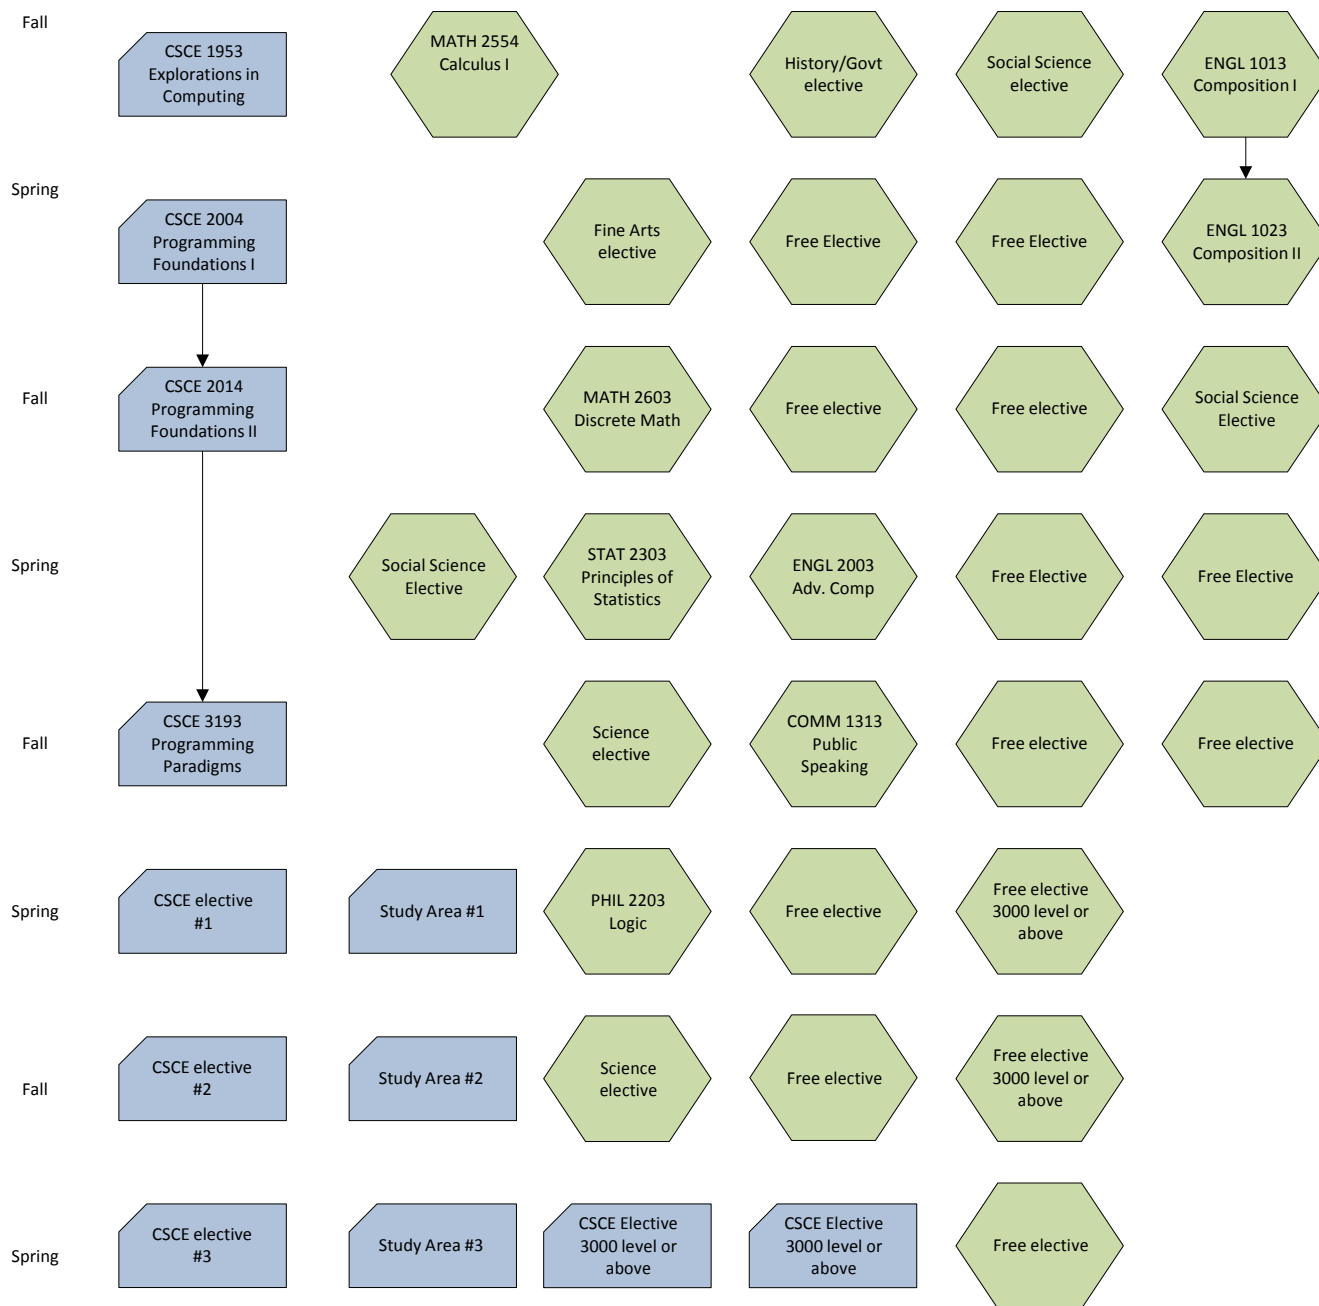 Fall
CSCE 1953
Explorations in
Computing
MATH 2554
Calculus I
History/Govt
elective
Social Science
elective
ENGL 1013
Composition I
Spring
CSCE 2004
Programming
Foundations I
Fine Arts
elective
Free Elective
Free Elective
ENGL 1023
Composition II
Fall
CSCE 2014
Programming
Foundations II
MATH 2603
Discrete Math
Free elective
Free elective
Social Science
Elective
Spring
Social Science
Elective
STAT 2303
Principles of
Statistics
ENGL 2003
Adv. Comp
Free Elective
Free Elective
Fall
CSCE 3193
Programming
Paradigms
Science
elective
COMM 1313
Public
Speaking
Free elective
Free elective
Spring
CSCE elective
#1
Study Area #1
PHIL 2203
Logic
Free elective
Free elective
3000 level or
above
Fall
CSCE elective
#2
Study Area #2
Science
elective
Free elective
Free elective
3000 level or
above
Spring
CSCE elective
#3
Study Area #3
CSCE Elective
3000 level or
above
CSCE Elective
3000 level or
above
Free elective